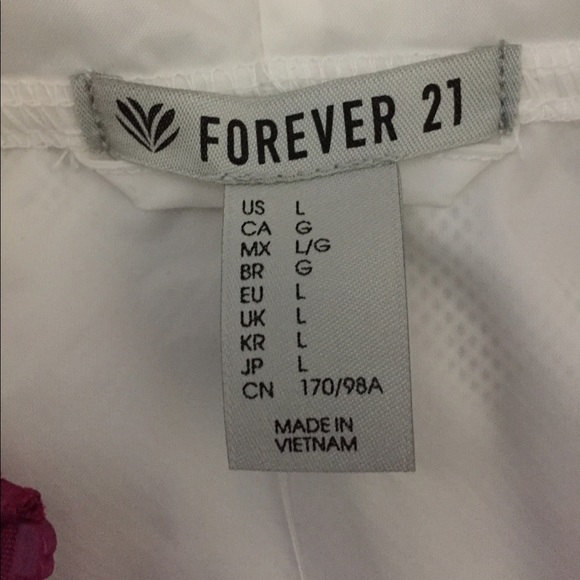 FOREVER 21
US L
CA G
MX L/G
BR G
EU L
UK L
KR L
JP L
CN 170/98A
MADE IN
VIETNAM